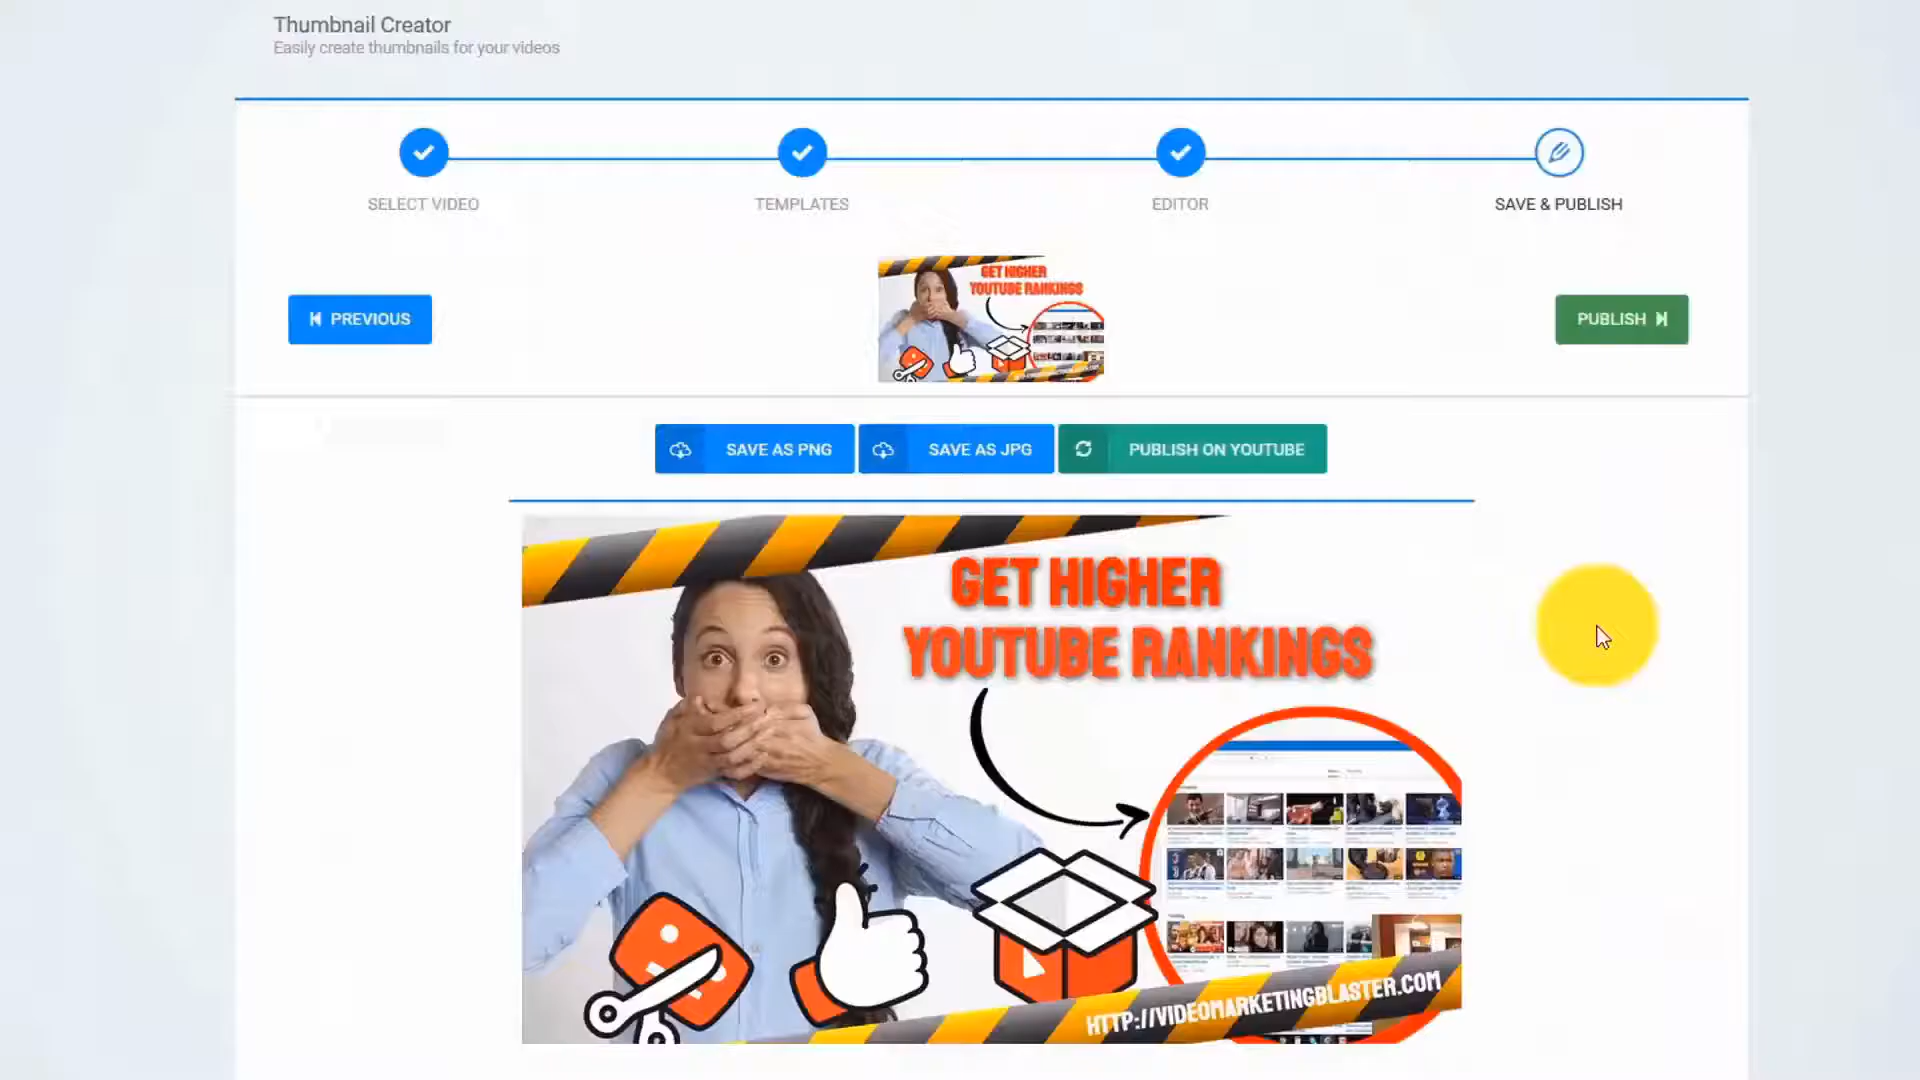 Thumbnail Creator
Easily create thumbnails for your videos
SELECT VIDEO
TEMPLATES
EDITOR
SAVE & PUBLISH
PREVIOUS
GET HIGHER
YOUTUBE RANKINGS
PUBLISH
SAVE AS PNG
SAVE AS JPG
PUBLISH ON YOUTUBE
GET HIGHER
YOUTUBE RANKINGS
HTTP://VIDEOMARKETINGBLASTER.COM